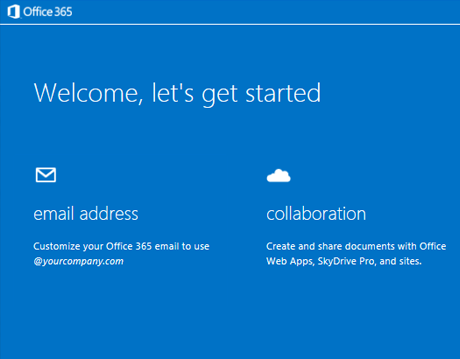 Office 365
Welcome, let's get started
email address
Customize your Office 365 email to use
@yourcompany.com
collaboration
Create and share documents with Office
Web Apps, SkyDrive Pro, and sites.